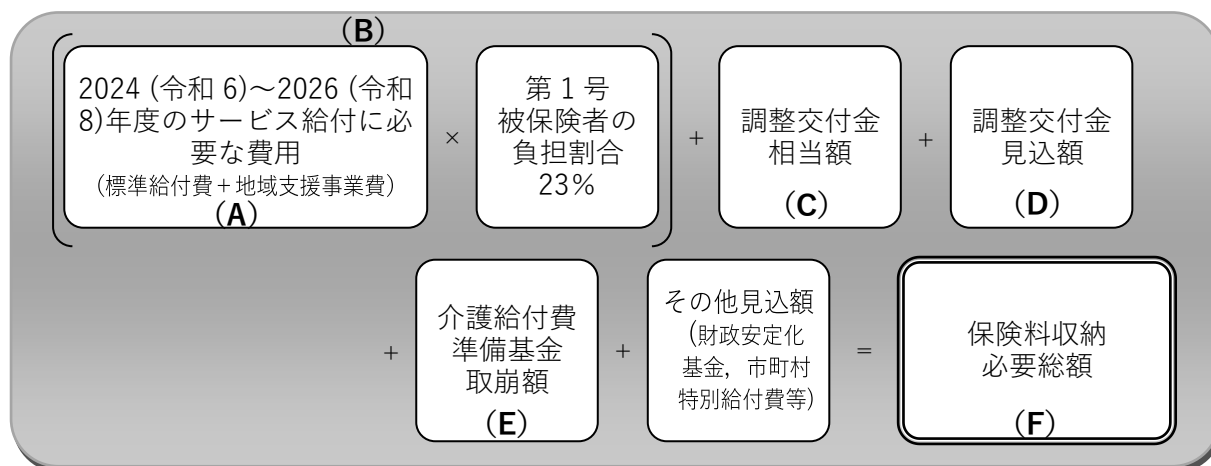 (B)
2024 (令和 6)～2026 (令和
8)年度のサービス給付に必
要な費用
(標準給付費＋地域支援事業費)
(A)
×
第 1 号
被保険者の
負担割合
23%
+
調整交付金
相当額
(C)
+
調整交付金
見込額
(D)
+
介護給付費
準備基金
取崩額
(E)
+
その他見込額
(財政安定化
基金，市町村
特別給付費等)
=
保険料収納
必要総額
(F)